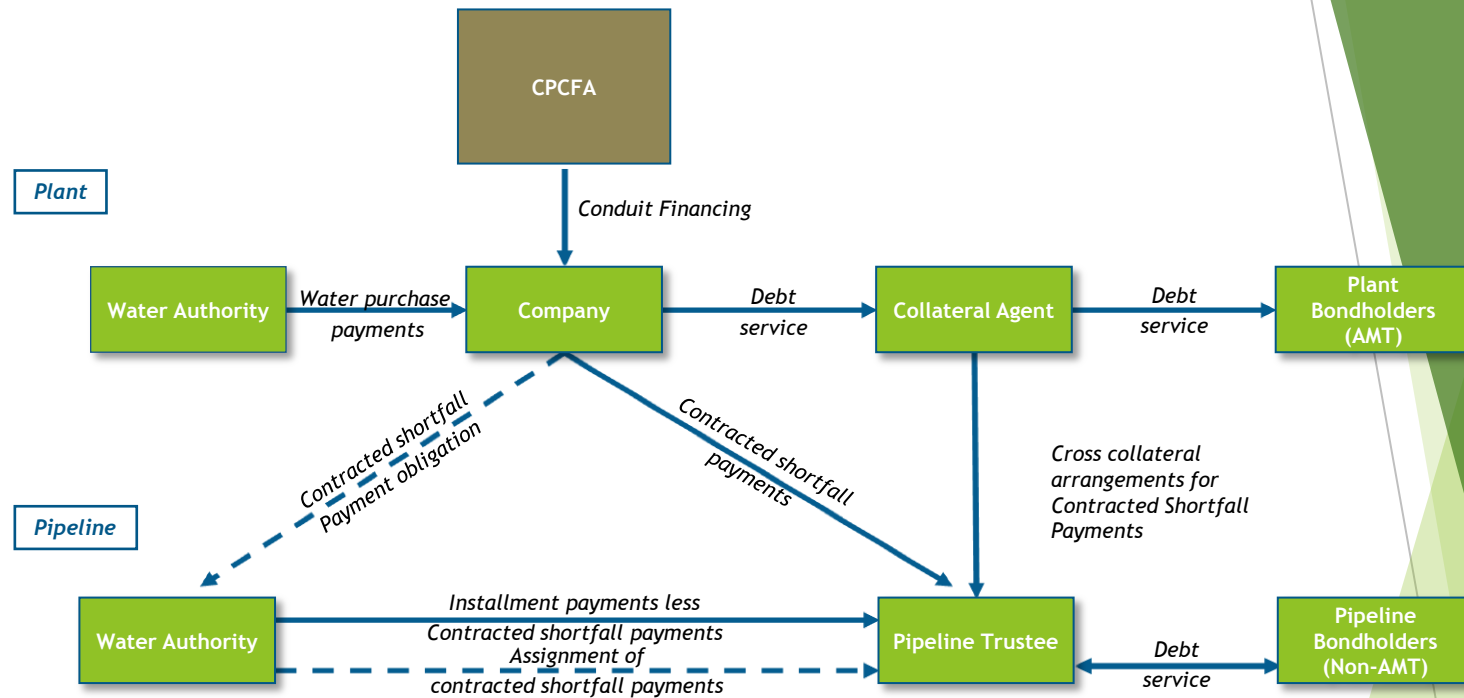 CPCFA
Plant
Conduit Financing
Water Authority
Water purchase
payments
Company
Debt
service
Collateral Agent
Debt
service
Plant
Bondholders
(AMT)
Contracted shortfall
Payment obligation
Contracted shortfall
payments
Cross collateral
arrangements for
Contracted Shortfall
Payments
Pipeline
Water Authority
Installment payments less
Contracted shortfall payments
Assignment of
contracted shortfall payments
Pipeline Trustee
Debt
service
Pipeline
Bondholders
(Non-AMT)